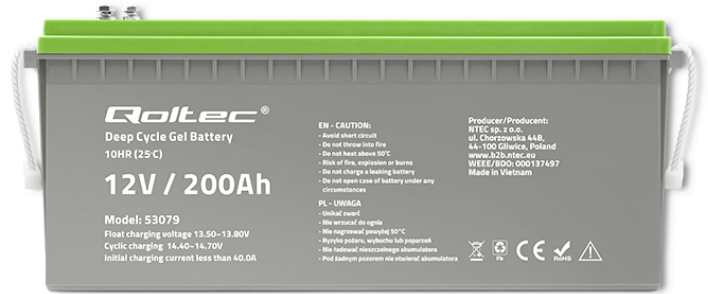 Qoltec®
Deep Cycle Gel Battery
10HR (25°C)
12V / 200Ah
Model: 53079
Float charging voltage 13.50~13.80V
Cyclic charging 14.40~14.70V
Initial charging current less than 40.0A
EN - CAUTION:
- Avoid short circuit
- Do not throw into fire
- Do not heat above 50°C
- Risk of fire, explosion or burns
- Do not charge a leaking battery
- Do not open case of battery under any
circumstances
PL - UWAGA
- Unikać zwarć
- Nie wrzucać do ognia
- Nie nagrzewać powyżej 50°C
- Ryzyko pożaru, wybuchu lub poparzeń
- Nie ładować nieszczelnego akumulatora
- Pod żadnym pozorem nie otwierać akumulatora
Producer/Producent:
NTEC sp. z o.o.
ul. Chorzowska 44B,
44-100 Gliwice, Poland
www.b2b.ntec.eu
WEEE/BDO: 000137497
Made in Vietnam
Pb
CE
RoHS